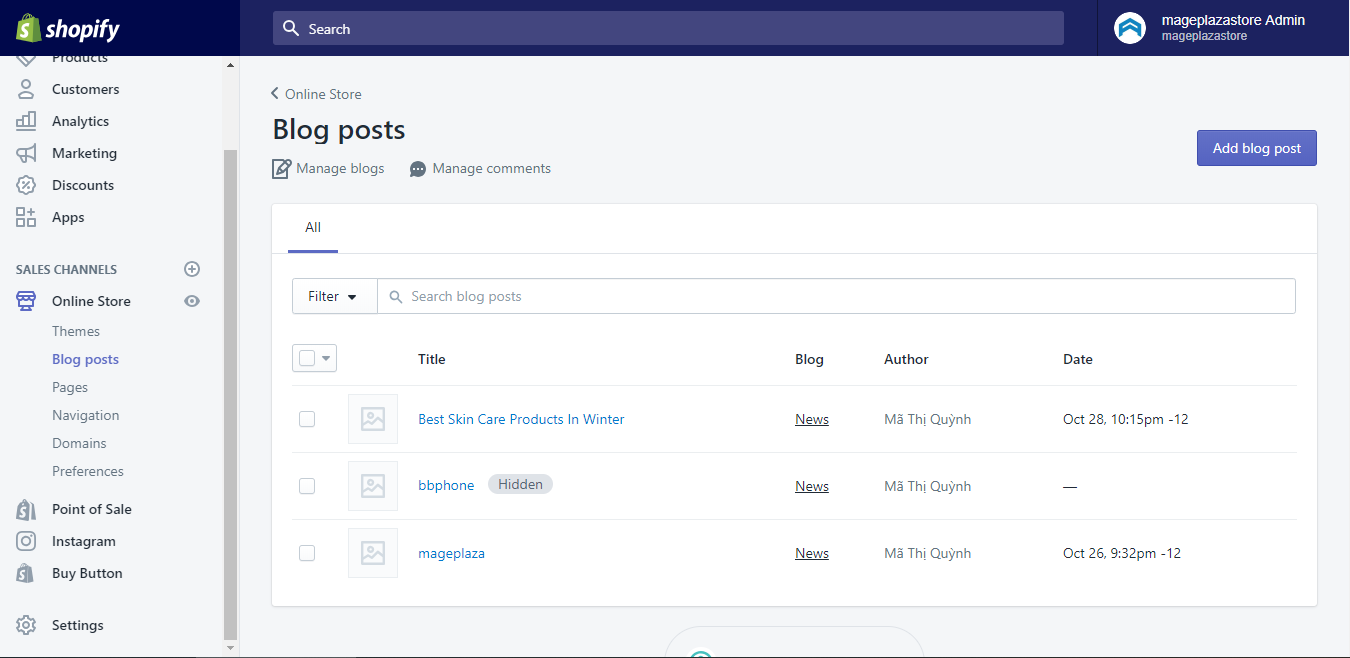 shopify
Search
mageplazastore Admin
mageplazastore
Products
Customers
Analytics
Marketing
Discounts
Apps
SALES CHANNELS
Online Store
Themes
Blog posts
Pages
Navigation
Domains
Preferences
Point of Sale
Instagram
Buy Button
Settings
Online Store
Blog posts
Manage blogs Manage comments
Add blog post
All
Filter Search blog posts
Title Blog Author Date
Best Skin Care Products In Winter News Mã Thị Quỳnh Oct 28, 10:15pm -12
bbphone Hidden News Mã Thị Quỳnh —
mageplaza News Mã Thị Quỳnh Oct 26, 9:32pm -12